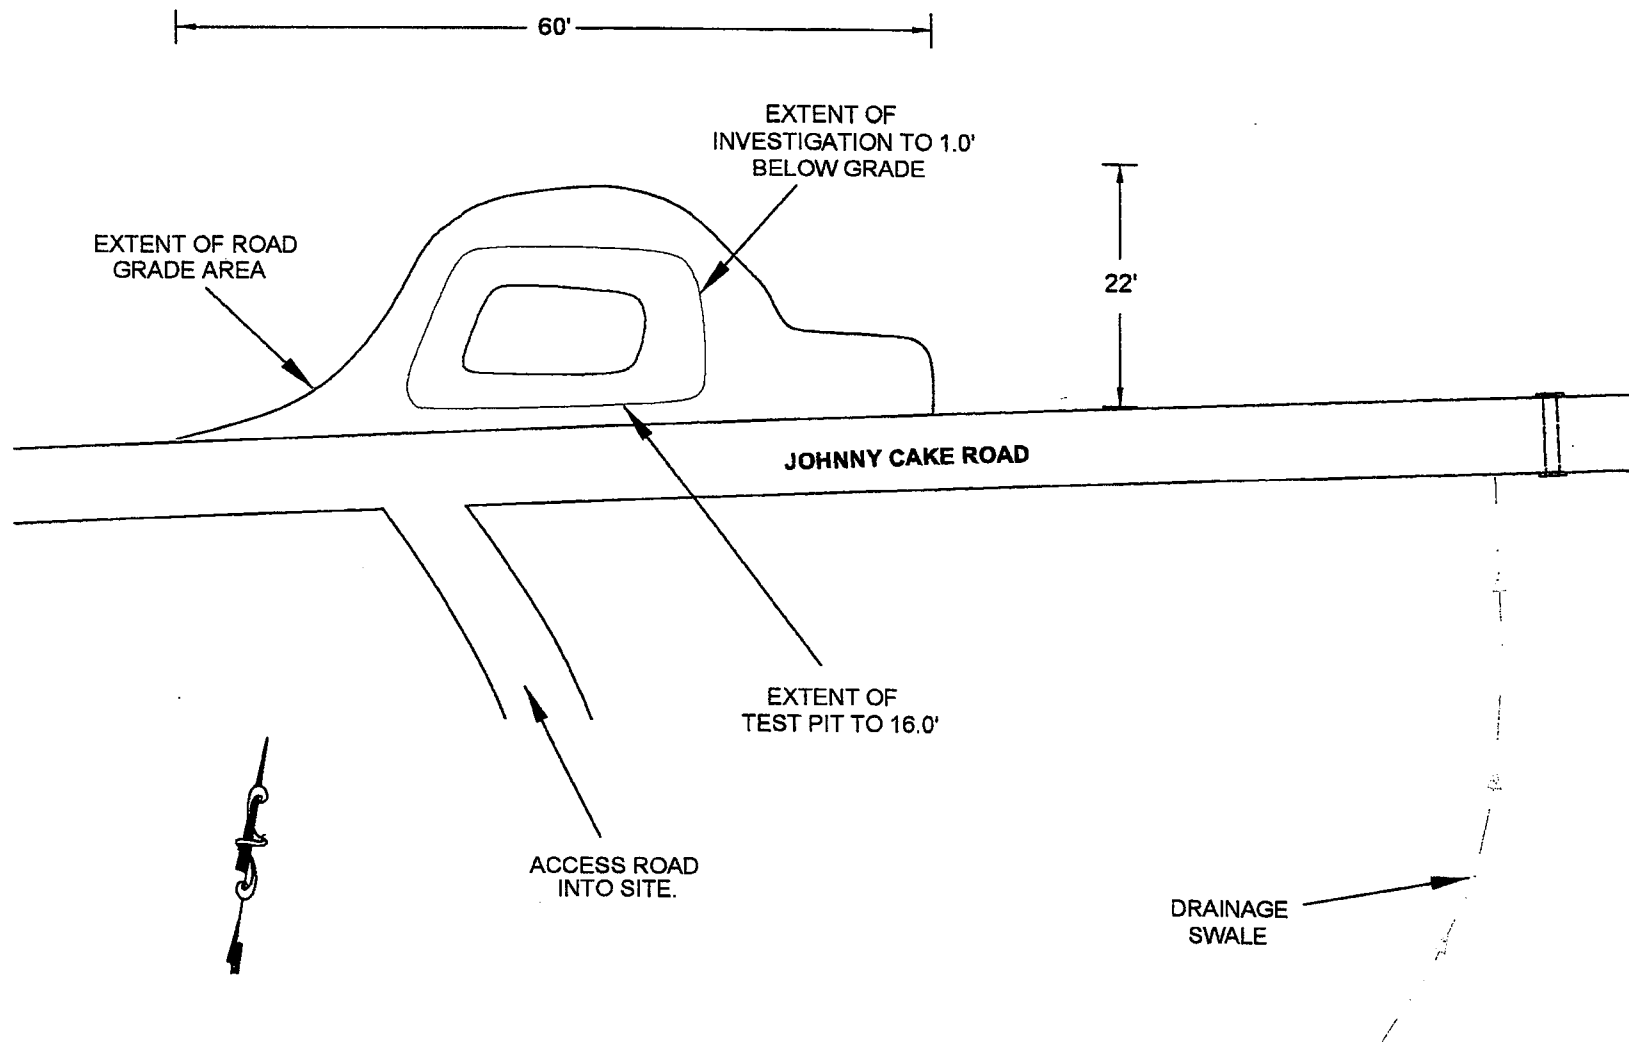 60'
EXTENT OF
INVESTIGATION TO 1.0'
BELOW GRADE
EXTENT OF ROAD
GRADE AREA
22'
JOHNNY CAKE ROAD
EXTENT OF
TEST PIT TO 16.0'
ACCESS ROAD
INTO SITE.
DRAINAGE
SWALE